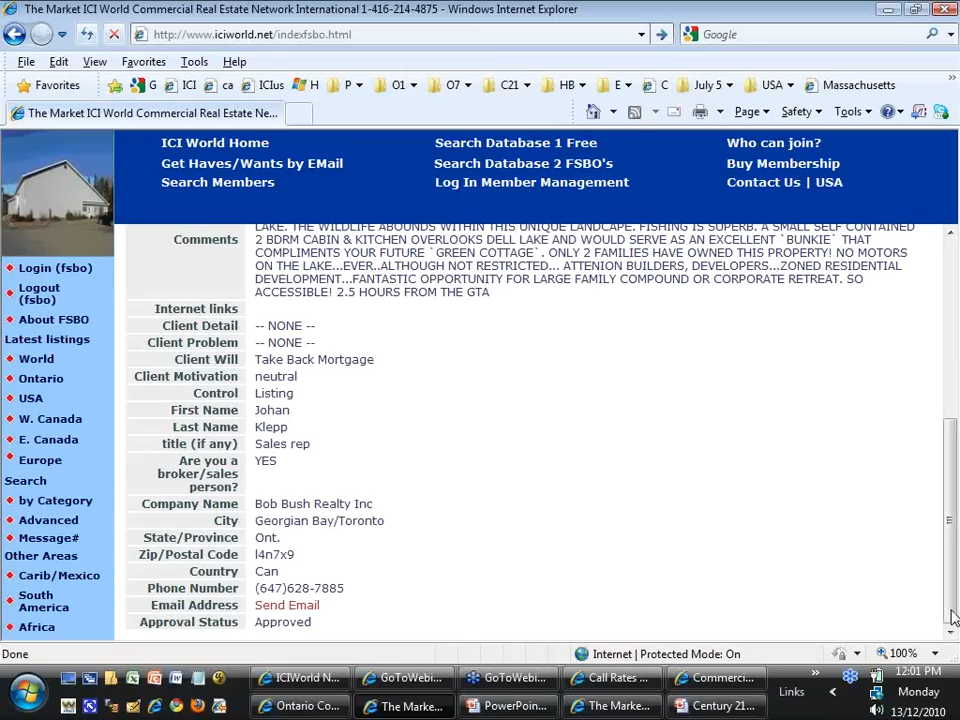 The Market ICI World Commercial Real Estate Network International 1-416-214-4875 - Windows Internet Explorer
http://www.iciworld.net/indexfsbo.html
Google
File Edit View Favorites Tools Help
Favorites G ICI ca ICIus H P O1 O7 C21 HB E C July 5 USA Massachusetts
The Market ICI World Commercial Real Estate Ne...
Page Safety Tools
ICI World Home Search Database 1 Free Who can join?
Get Haves/Wants by EMail Search Database 2 FSBO's Buy Membership
Search Members Log In Member Management Contact Us | USA
Login (fsbo)
Logout
(fsbo)
About FSBO
Latest listings
World
Ontario
USA
W. Canada
E. Canada
Europe
Search
by Category
Advanced
Message#
Other Areas
Carib/Mexico
South
America
Africa
LAKE. THE WILDLIFE ABOUNDS WITHIN THIS UNIQUE LANDSCAPE. FISHING IS SUPERB. A SMALL SELF CONTAINED
Comments 2 BDRM CABIN & KITCHEN OVERLOOKS DELL LAKE AND WOULD SERVE AS AN EXCELLENT `BUNKIE` THAT
COMPLIMENTS YOUR FUTURE `GREEN COTTAGE`. ONLY 2 FAMILIES HAVE OWNED THIS PROPERTY! NO MOTORS
ON THE LAKE...EVER..ALTHOUGH NOT RESTRICTED... ATTENION BUILDERS, DEVELOPERS...ZONED RESIDENTIAL
DEVELOPMENT...FANTASTIC OPPORTUNITY FOR LARGE FAMILY COMPOUND OR CORPORATE RETREAT. SO
ACCESSIBLE! 2.5 HOURS FROM THE GTA
Internet links
Client Detail -- NONE --
Client Problem -- NONE --
Client Will Take Back Mortgage
Client Motivation neutral
Control Listing
First Name Johan
Last Name Klepp
title (if any) Sales rep
Are you a YES
broker/sales
person?
Company Name Bob Bush Realty Inc
City Georgian Bay/Toronto
State/Province Ont.
Zip/Postal Code l4n7x9
Country Can
Phone Number (647)628-7885
Email Address Send Email
Approval Status Approved
Done Internet | Protected Mode: On 100%
ICIWorld N... GoToWebi... GoToWebi... Call Rates ... Commerci... 12:01 PM
Links Monday
Ontario Co... The Marke... PowerPoin... The Marke... Century 21... 13/12/2010